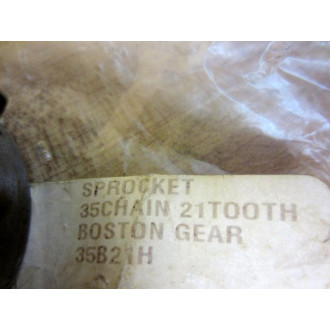 SPROCKET
35CHAIN 21TOOTH
BOSTON GEAR
35B21H